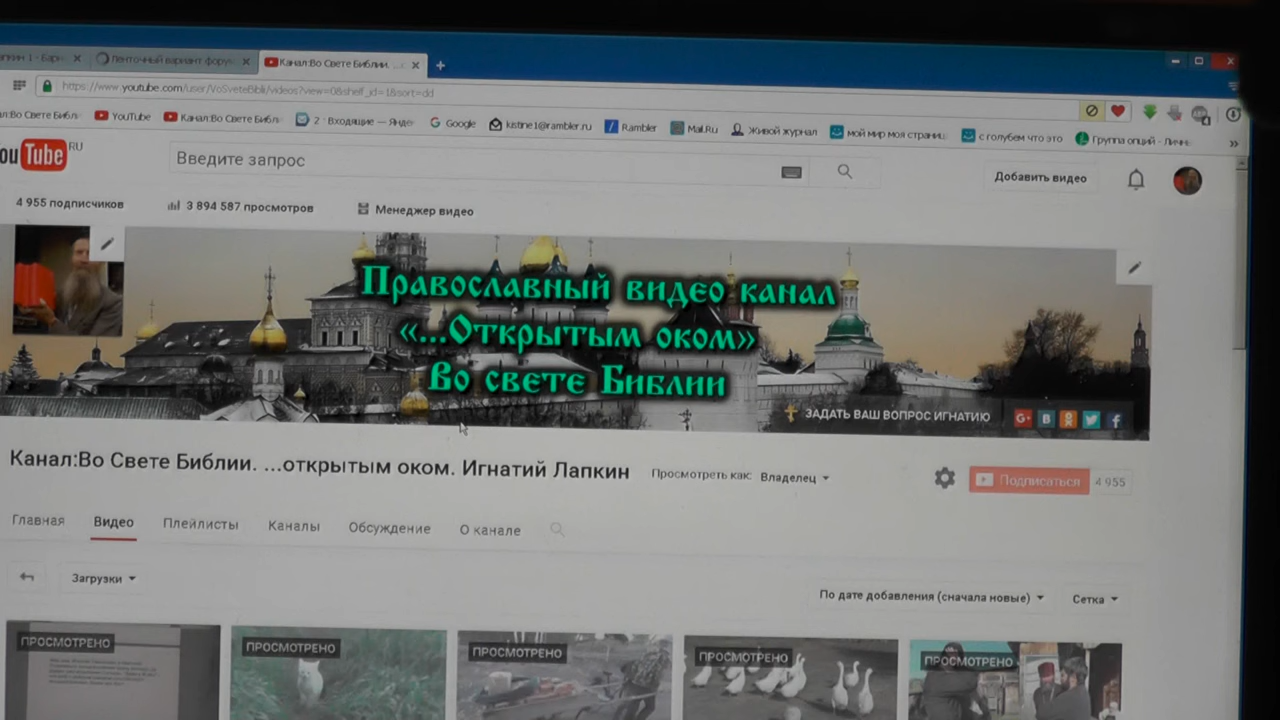 Ленточный вариант фору
Канал:Во Свете Библии. ...
https://www.youtube.com/user/VoSveteBibli/videos?view=0&shelf_id=1&sort=dd
л:Во Свете Библ
YouTube
Канал:Во Свете Библ
2 · Входящие — Янде
Google
kistine1@rambler.ru
Rambler
Mail.Ru
Живой журнал
мой мир моя страниц
с голубем что это
Группа опций - Личн
ou Tube RU
Введите запрос
Добавить видео
4 955 подписчиков
3 894 587 просмотров
Менеджер видео
Православный видео канал
«...Открытым оком»
Во свете Библии
ЗАДАТЬ ВАШ ВОПРОС ИГНАТИЮ
Канал:Во Свете Библии. ...открытым оком. Игнатий Лапкин
Просмотреть как: Владелец
Подписаться 4 955
Главная Видео Плейлисты Каналы Обсуждение О канале
Загрузки
По дате добавления (сначала новые)
Сетка
ПРОСМОТРЕНО
ПРОСМОТРЕНО
ПРОСМОТРЕНО
ПРОСМОТРЕНО
ПРОСМОТРЕНО